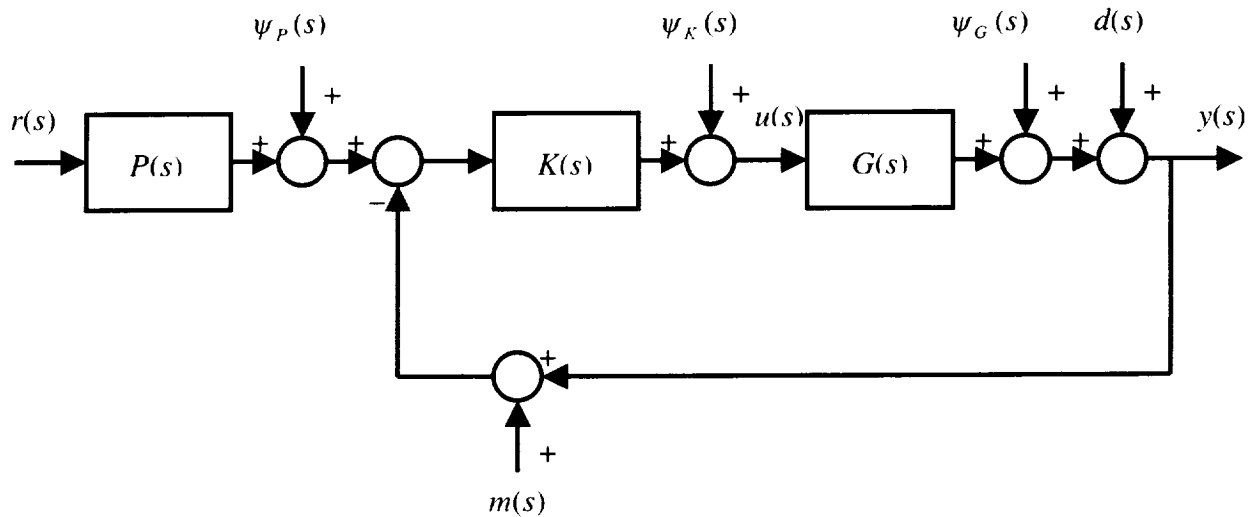 ψ_P(s) ψ_K(s) ψ_G(s) d(s)
+ + + +
r(s) u(s) y(s)
+ + + + +
P(s) K(s) G(s)
−
+
+
m(s)